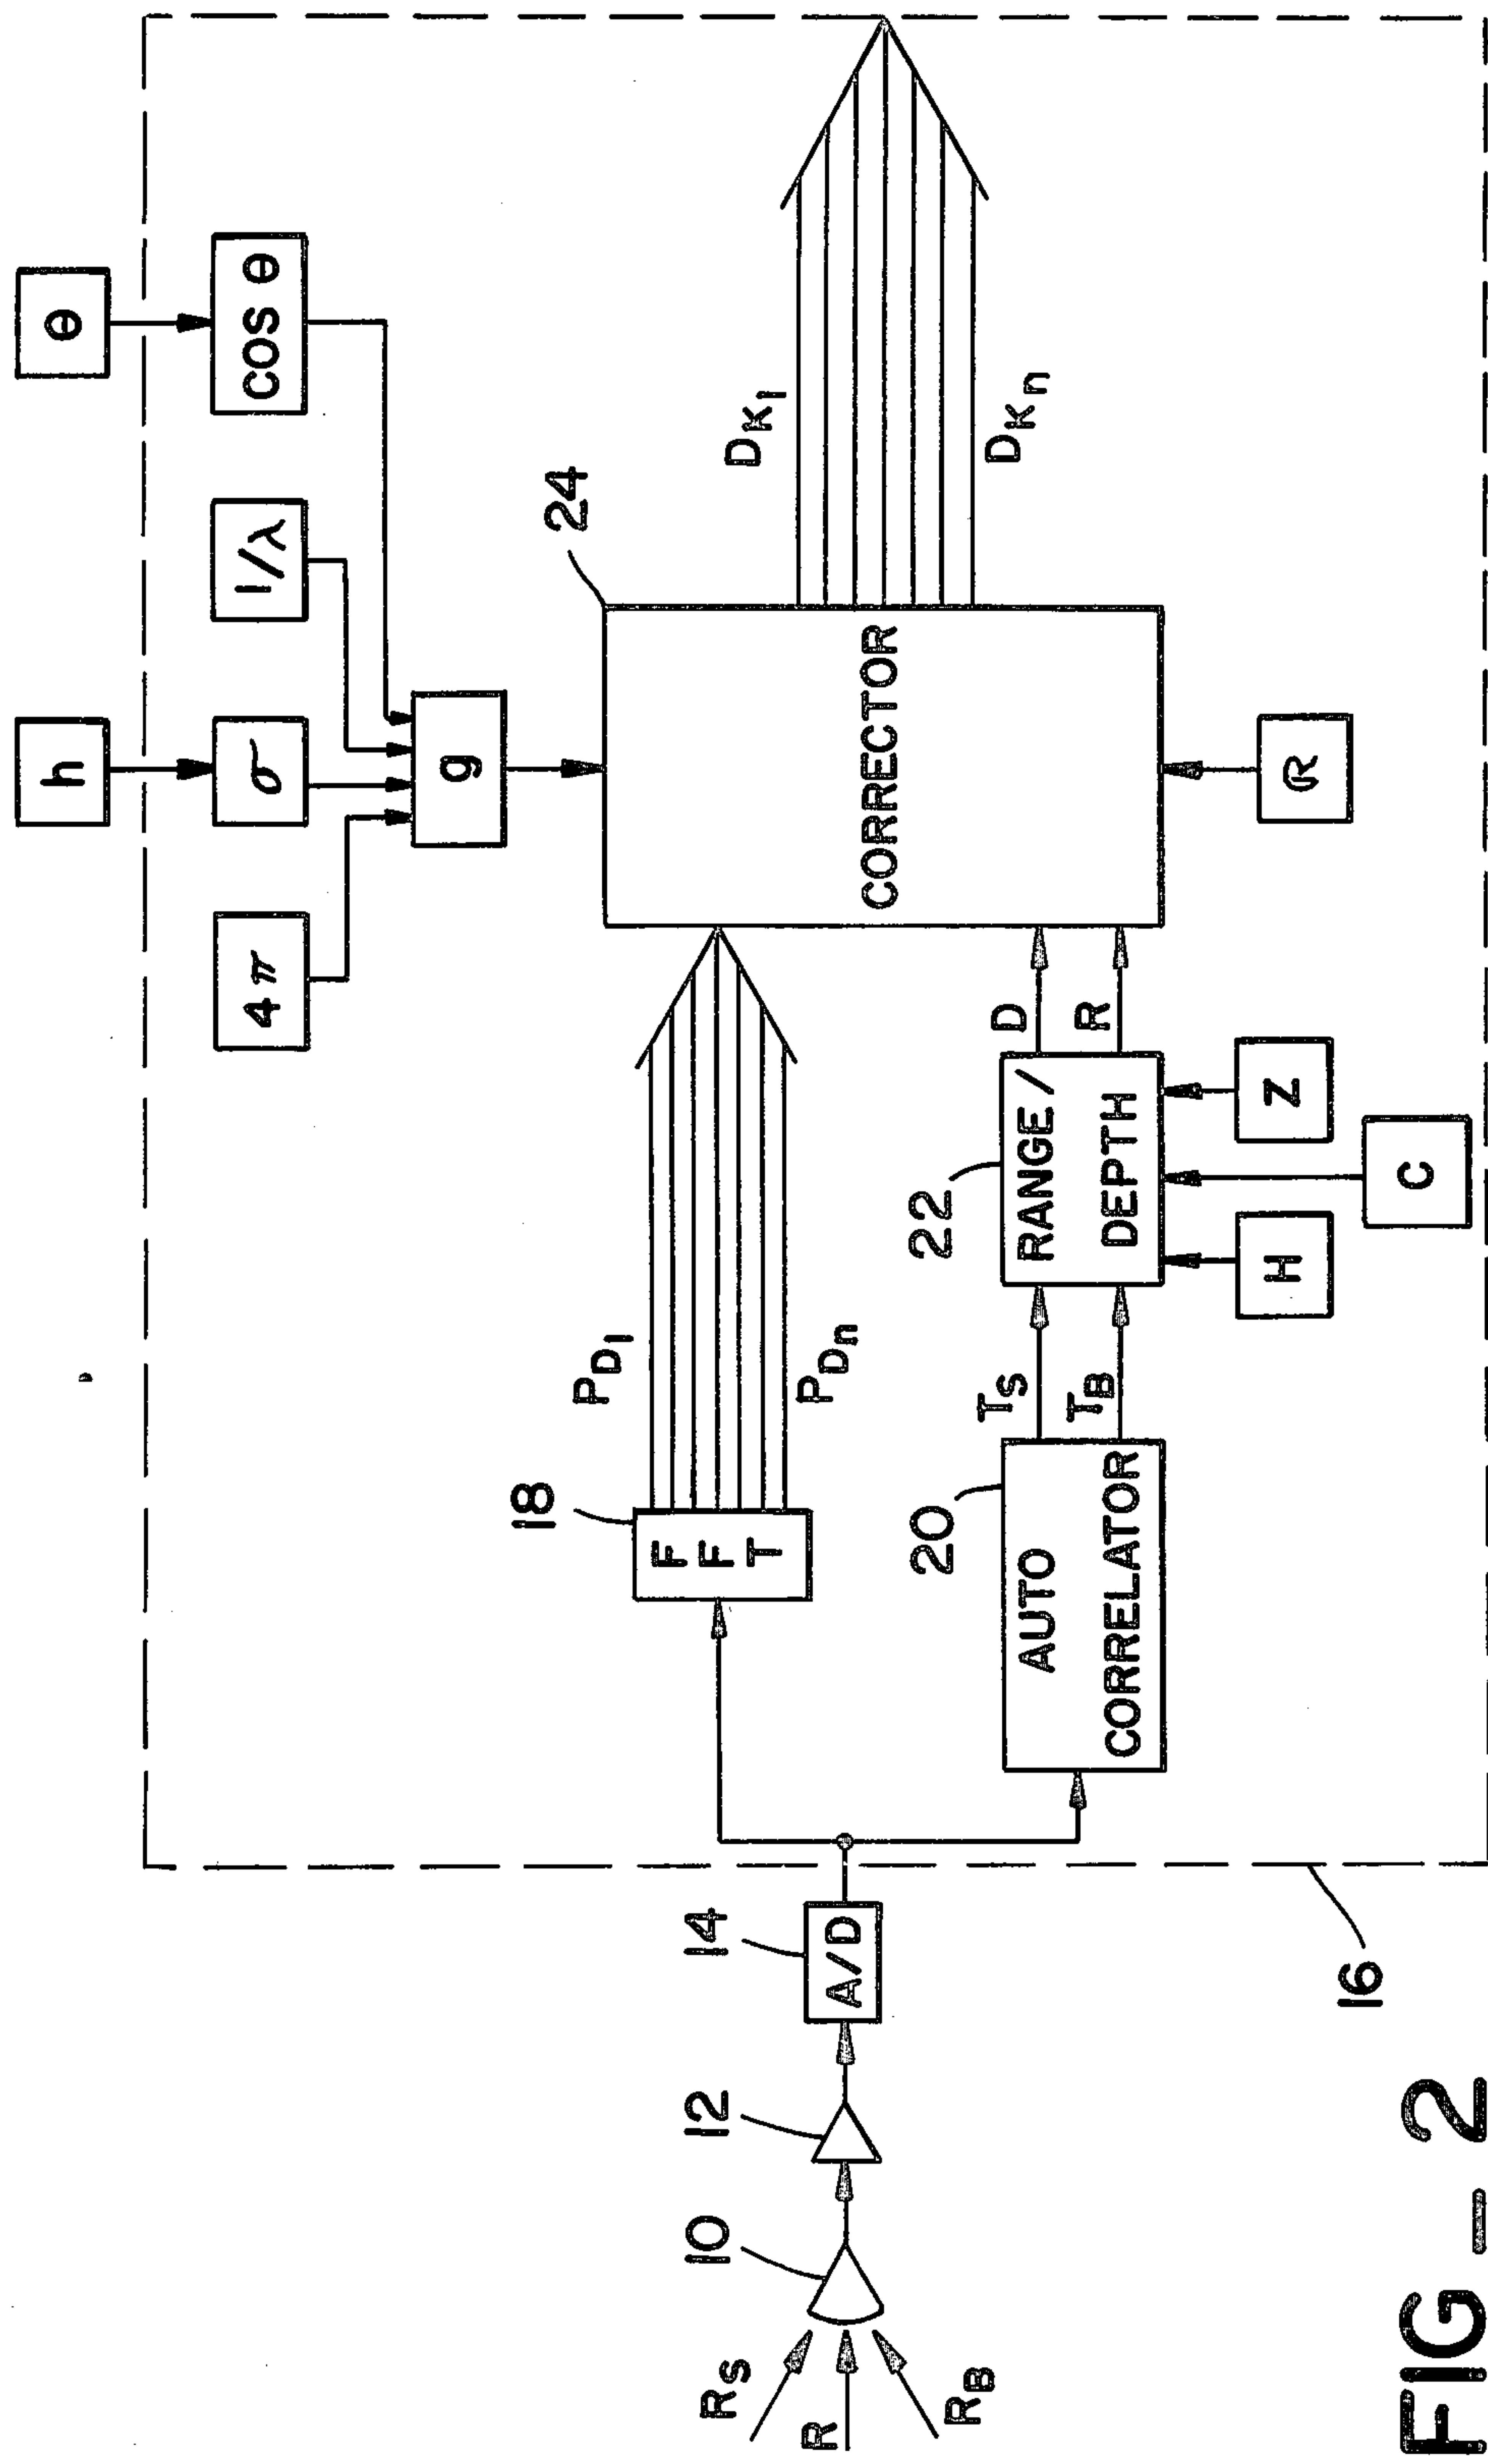 h
θ
4π
σ
1/λ
COS θ
g
24
18
F
F
T
P_D₁
P_Dₙ
CORRECTOR
D_K₁
D_Kₙ
10
12
14
A/D
R_S
R
R_B
20
AUTO
CORRELATOR
T_S
T_B
22
RANGE/
DEPTH
D
R
H
C
Z
ℝ
16
FIG_2